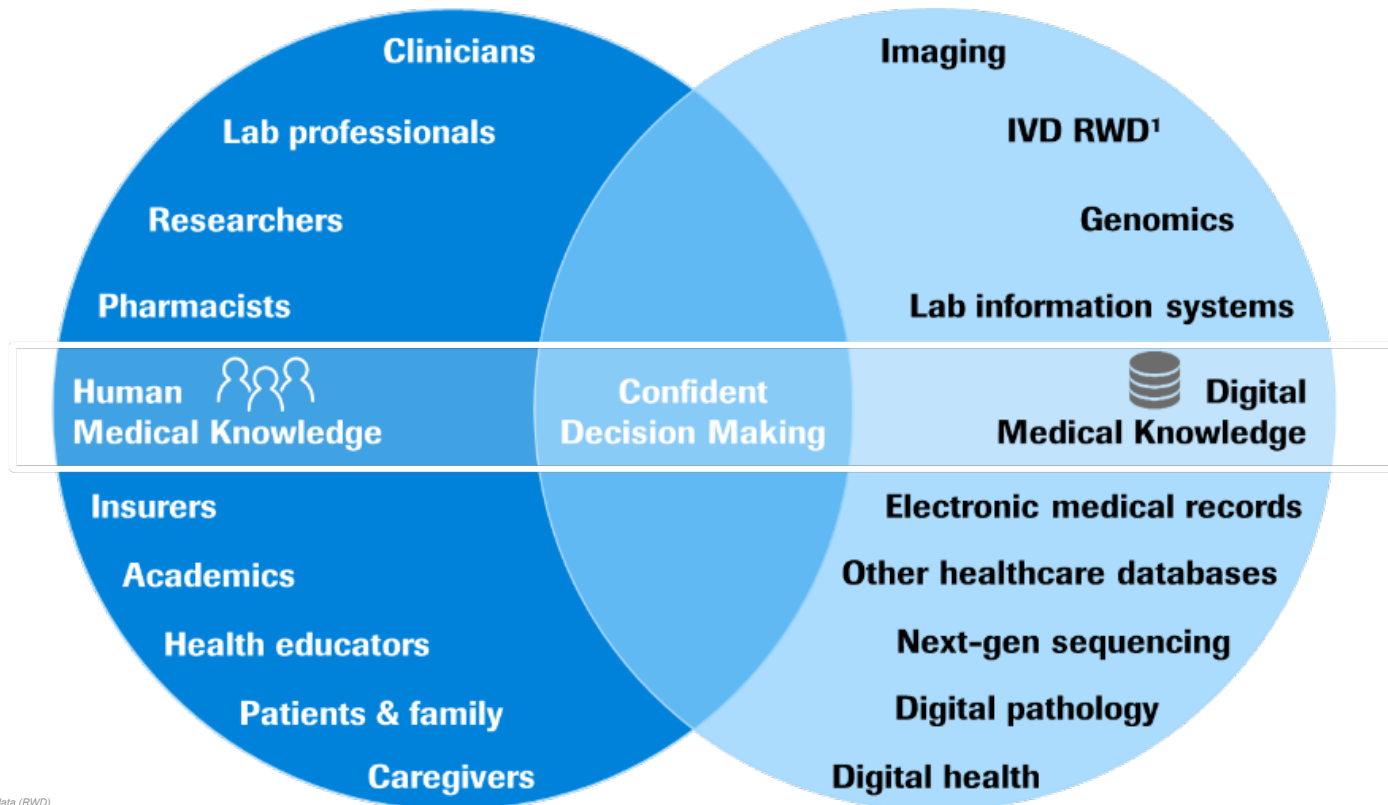 Clinicians
Imaging
Lab professionals
IVD RWD¹
Researchers
Genomics
Pharmacists
Lab information systems
Human
Medical Knowledge
Confident
Decision Making
Digital
Medical Knowledge
Insurers
Electronic medical records
Academics
Other healthcare databases
Health educators
Next-gen sequencing
Patients & family
Digital pathology
Caregivers
Digital health
data (RWD)